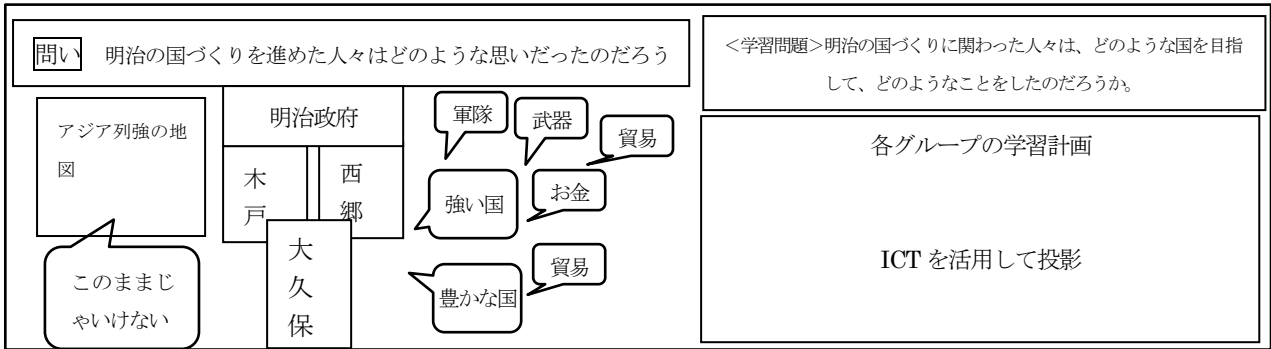 問い 明治の国づくりを進めた人々はどのような思いだったのだろう
アジア列強の地
図
このままじ
ゃいけない
明治政府
木
戸
西
郷
大
久
保
軍隊
武器
貿易
強い国
お金
豊かな国
貿易
＜学習問題＞明治の国づくりに関わった人々は、どのような国を目指
して、どのようなことをしたのだろうか。
各グループの学習計画
ICTを活用して投影